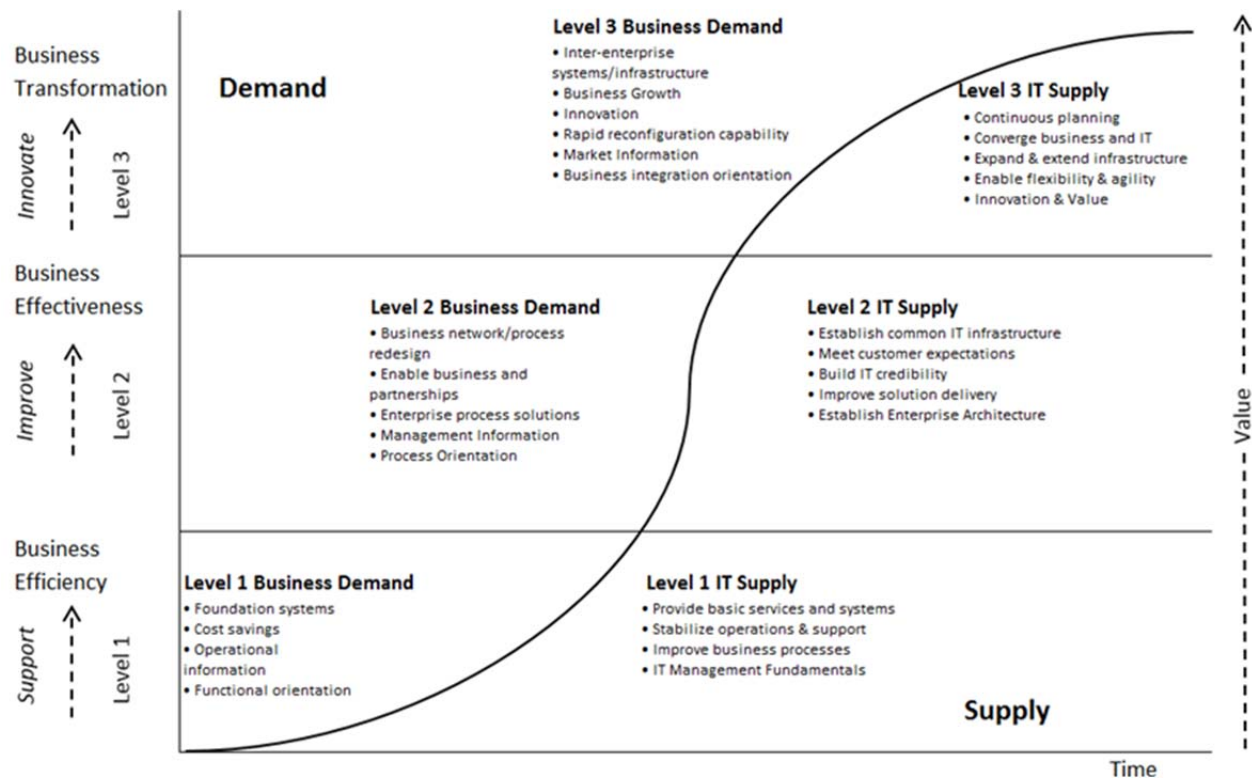 Business
Transformation
Innovate
Level 3
Demand
Level 3 Business Demand
• Inter-enterprise
systems/infrastructure
• Business Growth
• Innovation
• Rapid reconfiguration capability
• Market Information
• Business integration orientation
Level 3 IT Supply
• Continuous planning
• Converge business and IT
• Expand & extend infrastructure
• Enable flexibility & agility
• Innovation & Value
Business
Effectiveness
Improve
Level 2
Level 2 Business Demand
• Business network/process
redesign
• Enable business and
partnerships
• Enterprise process solutions
• Management Information
• Process Orientation
Level 2 IT Supply
• Establish common IT infrastructure
• Meet customer expectations
• Build IT credibility
• Improve solution delivery
• Establish Enterprise Architecture
Value
Business
Efficiency
Support
Level 1
Level 1 Business Demand
• Foundation systems
• Cost savings
• Operational
information
• Functional orientation
Level 1 IT Supply
• Provide basic services and systems
• Stabilize operations & support
• Improve business processes
• IT Management Fundamentals
Supply
Time